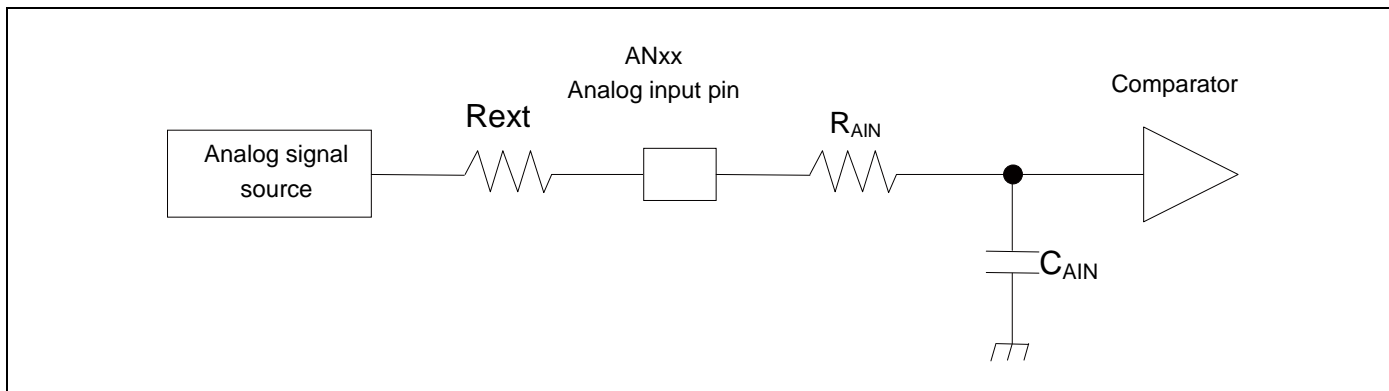 ANxx
Analog input pin
Comparator
Rext
RAIN
Analog signal
source
CAIN